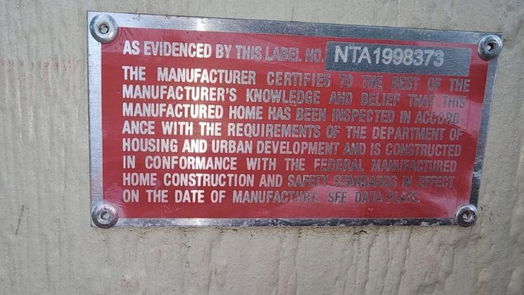 AS EVIDENCED BY THIS LABEL NO. NTA1998373
THE MANUFACTURER CERTIFIES TO THE BEST OF THE
MANUFACTURER'S KNOWLEDGE AND BELIEF THAT THIS
MANUFACTURED HOME HAS BEEN INSPECTED IN ACCORD
ANCE WITH THE REQUIREMENTS OF THE DEPARTMENT OF
HOUSING AND URBAN DEVELOPMENT AND IS CONSTRUCTED
IN CONFORMANCE WITH THE FEDERAL MANUFACTURED
HOME CONSTRUCTION AND SAFETY STANDARDS IN EFFECT
ON THE DATE OF MANUFACTURE. SEE DATA PLATE.